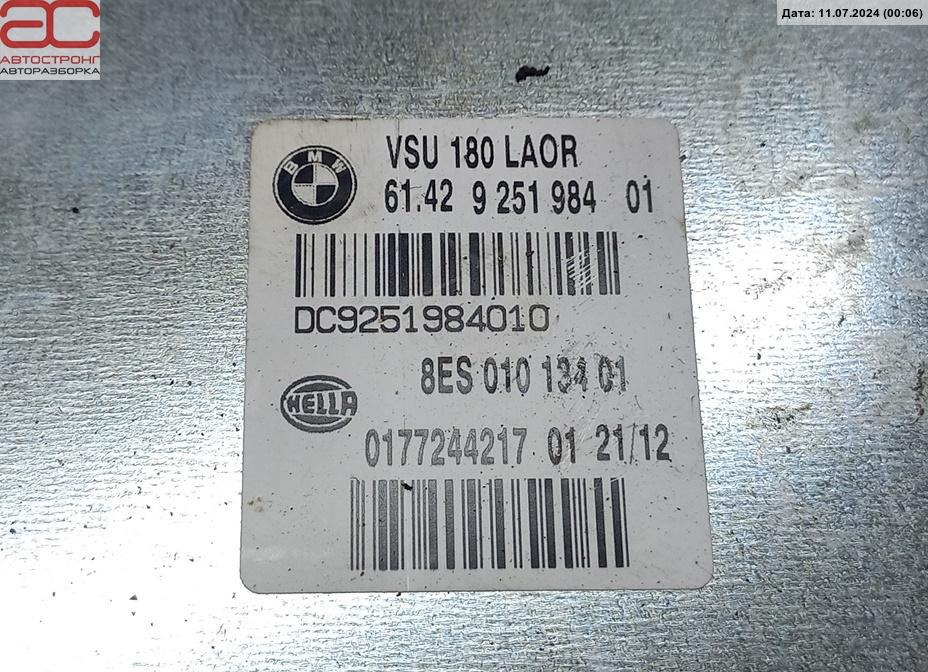 АВТОСТРОНГ
АВТОРАЗБОРКА
Дата: 11.07.2024 (00:06)
BMW
VSU 180 LAOR
61.42 9 251 984 01
DC9251984010
8ES 010 134 01
HELLA
0177244217 01 21/12